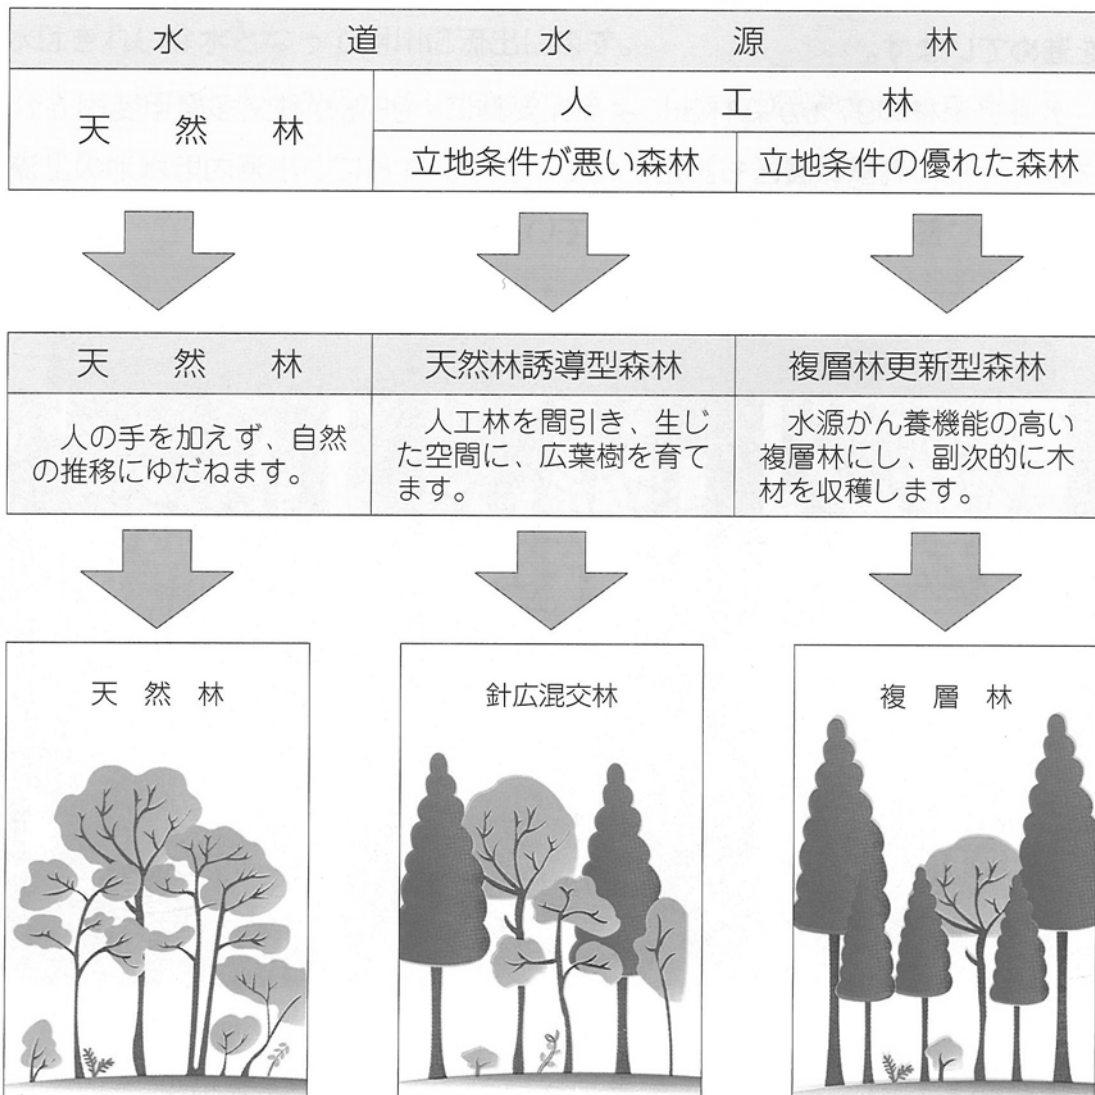 水道水源林
天然林
人工林
立地条件が悪い森林
立地条件の優れた森林
天然林
人の手を加えず、自然
の推移にゆだねます。
天然林誘導型森林
人工林を間引き、生じ
た空間に、広葉樹を育て
ます。
複層林更新型森林
水源かん養機能の高い
複層林にし、副次的に木
材を収穫します。
天然林
針広混交林
複層林